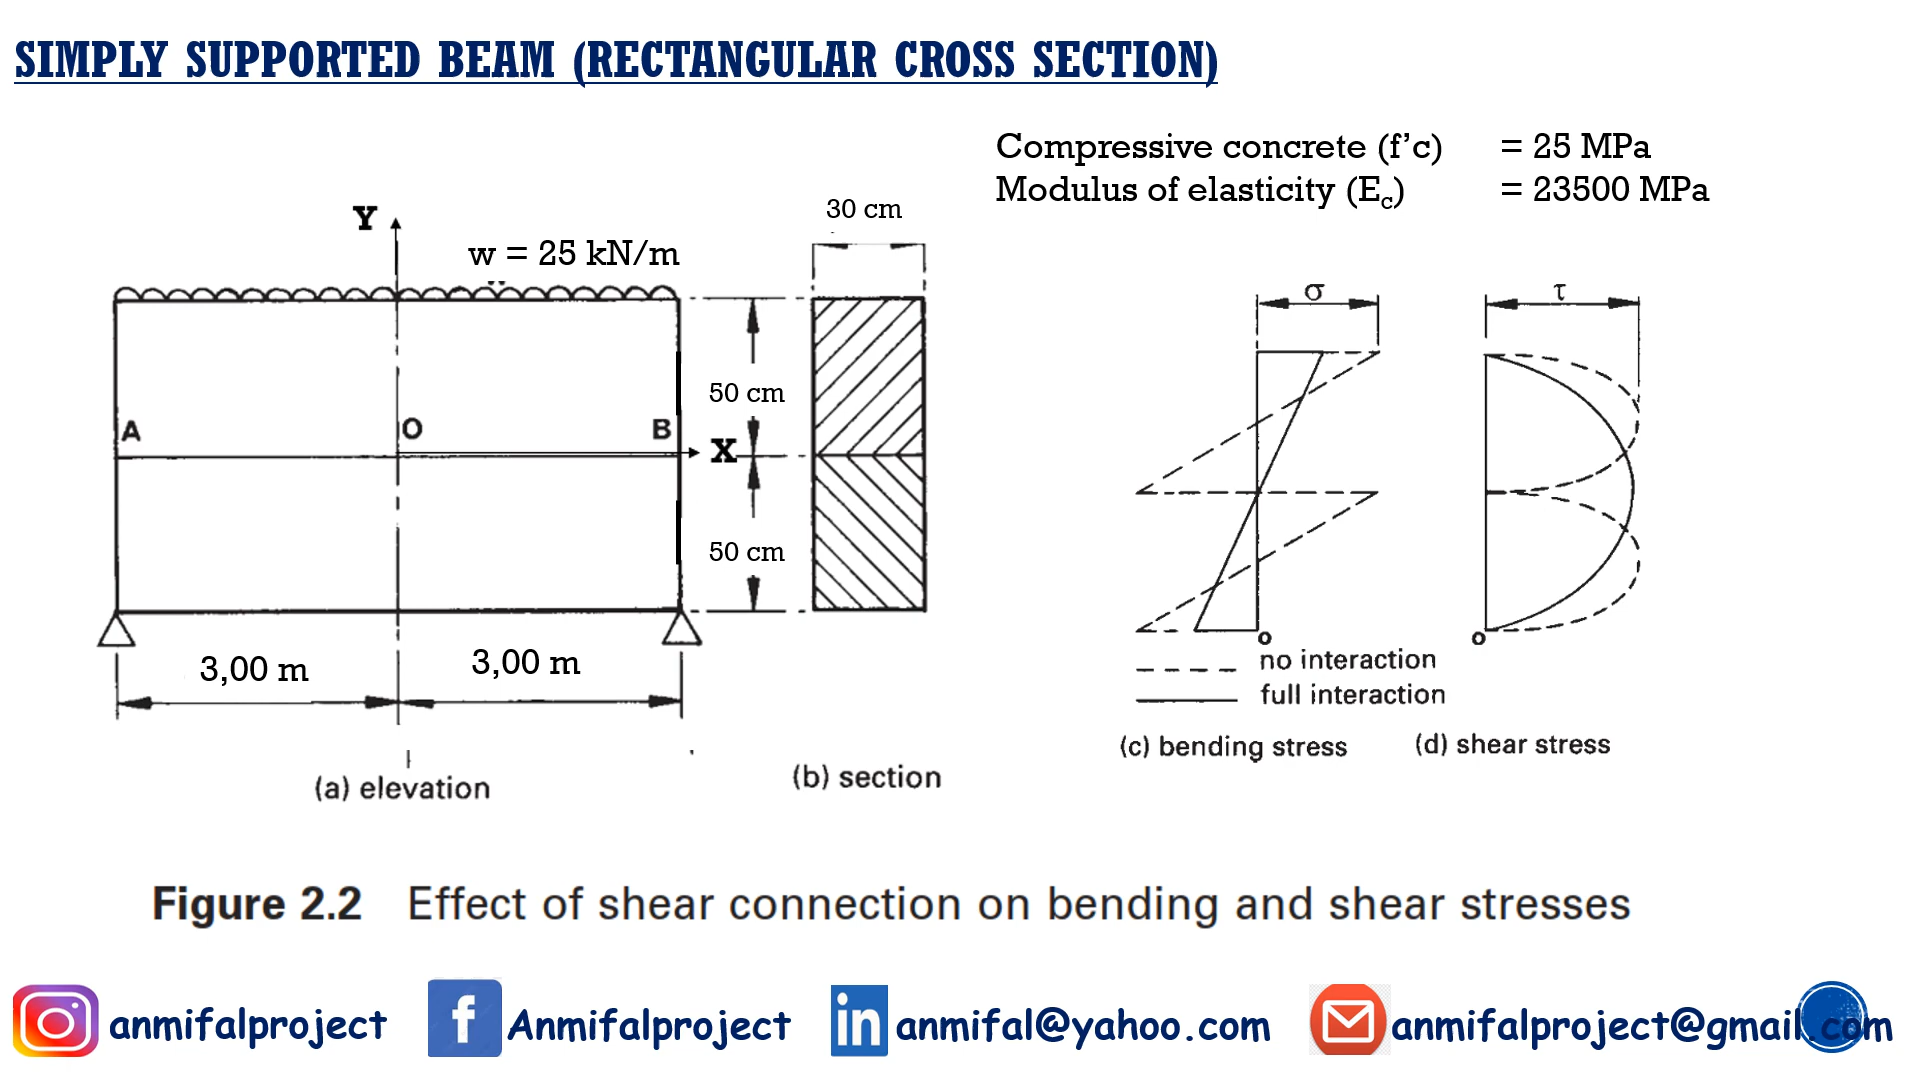 SIMPLY SUPPORTED BEAM (RECTANGULAR CROSS SECTION)
Compressive concrete (f’c) = 25 MPa
Modulus of elasticity (Ec) = 23500 MPa
Y
w = 25 kN/m
30 cm
σ
τ
50 cm
A
O
B
X
50 cm
3,00 m
3,00 m
o
o
no interaction
full interaction
(a) elevation
(b) section
(c) bending stress
(d) shear stress
Figure 2.2 Effect of shear connection on bending and shear stresses
anmifalproject
f Anmifalproject
in anmifal@yahoo.com
anmifalproject@gmail.com